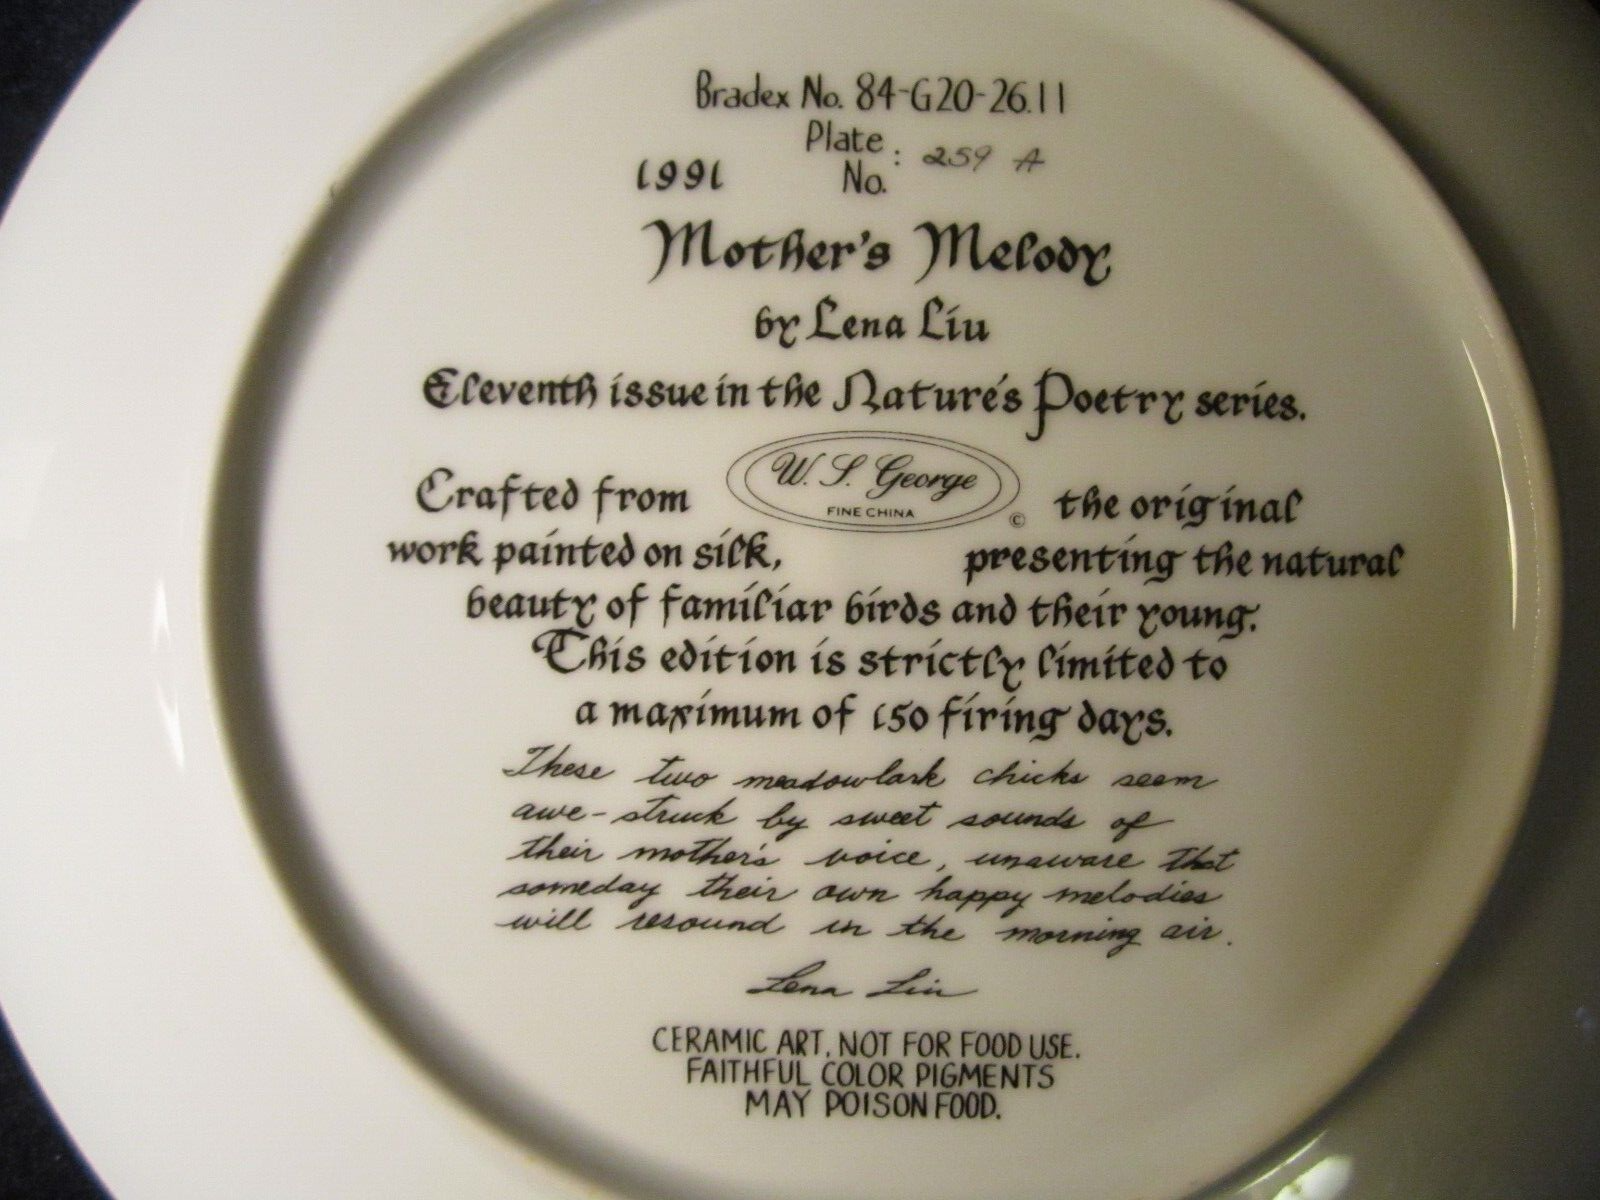 Bradex No. 84-G20-26.11
Plate No. : 259 A
1991
Mother's Melody
by Lena Liu
Eleventh issue in the Nature's Poetry series.
Crafted from W. S. George FINE CHINA © the original
work painted on silk, presenting the natural
beauty of familiar birds and their young.
This edition is strictly limited to
a maximum of 150 firing days.
These two meadowlark chicks seem
awe-struck by sweet sounds of
their mother's voice, unaware that
someday their own happy melodies
will resound in the morning air.
Lena Liu
CERAMIC ART, NOT FOR FOOD USE.
FAITHFUL COLOR PIGMENTS
MAY POISON FOOD.